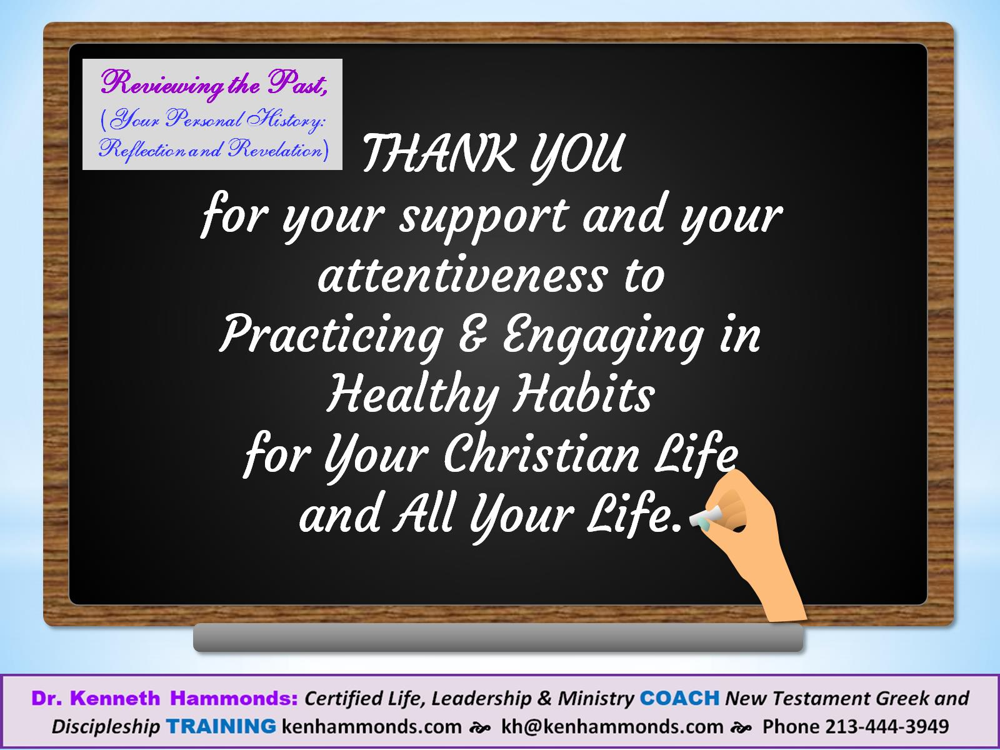 Reviewing the Past,
(Your Personal History:
Reflection and Revelation)
THANK YOU
for your support and your
attentiveness to
Practicing & Engaging in
Healthy Habits
for Your Christian Life
and All Your Life.
Dr. Kenneth Hammonds: Certified Life, Leadership & Ministry COACH New Testament Greek and
Discipleship TRAINING kenhammonds.com kh@kenhammonds.com Phone 213-444-3949